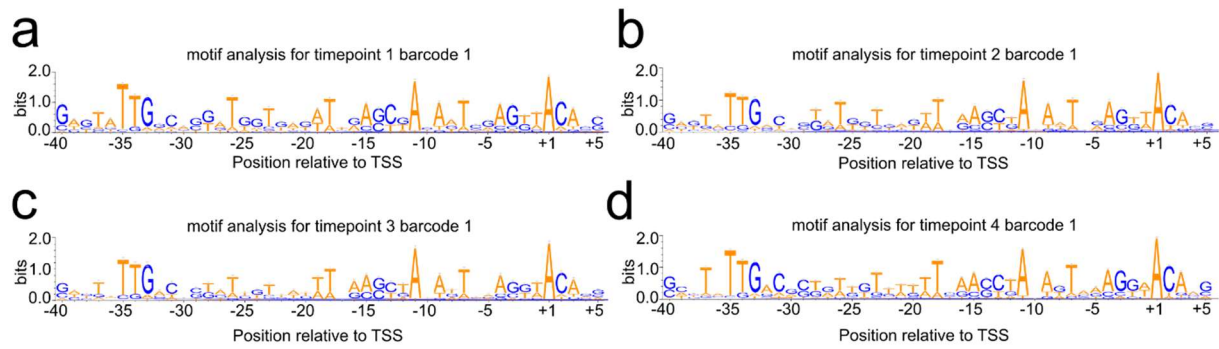 a
motif analysis for timepoint 1 barcode 1
2.0
bits
1.0
0.0
-40 -35 -30 -25 -20 -15 -10 -5 +1 +5
Position relative to TSS
b
motif analysis for timepoint 2 barcode 1
2.0
bits
1.0
0.0
-40 -35 -30 -25 -20 -15 -10 -5 +1 +5
Position relative to TSS
c
motif analysis for timepoint 3 barcode 1
2.0
bits
1.0
0.0
-40 -35 -30 -25 -20 -15 -10 -5 +1 +5
Position relative to TSS
d
motif analysis for timepoint 4 barcode 1
2.0
bits
1.0
0.0
-40 -35 -30 -25 -20 -15 -10 -5 +1 +5
Position relative to TSS